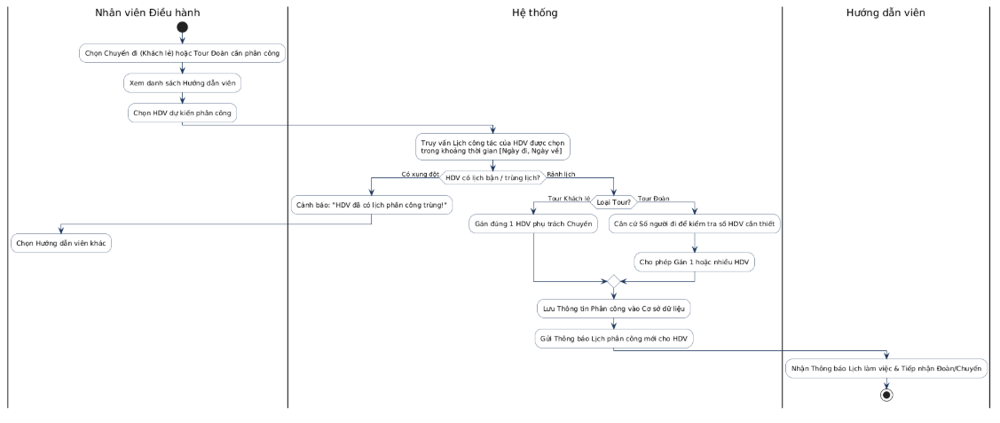 Nhân viên Điều hành
Hệ thống
Hướng dẫn viên
Chọn Chuyến đi (Khách lẻ) hoặc Tour Đoàn cần phân công
Xem danh sách Hướng dẫn viên
Chọn HDV dự kiến phân công
Truy vấn Lịch công tác của HDV được chọn
trong khoảng thời gian [Ngày đi, Ngày về]
Có xung đột
HDV có lịch bận / trùng lịch?
Rảnh lịch
Cảnh báo: "HDV đã có lịch phân công trùng!"
Tour Khách lẻ
Loại Tour?
Tour Đoàn
Gán đúng 1 HDV phụ trách Chuyến
Căn cứ Số người đi để kiểm tra số HDV cần thiết
Chọn Hướng dẫn viên khác
Cho phép Gán 1 hoặc nhiều HDV
Lưu Thông tin Phân công vào Cơ sở dữ liệu
Gửi Thông báo Lịch phân công mới cho HDV
Nhận Thông báo Lịch làm việc & Tiếp nhận Đoàn/Chuyến